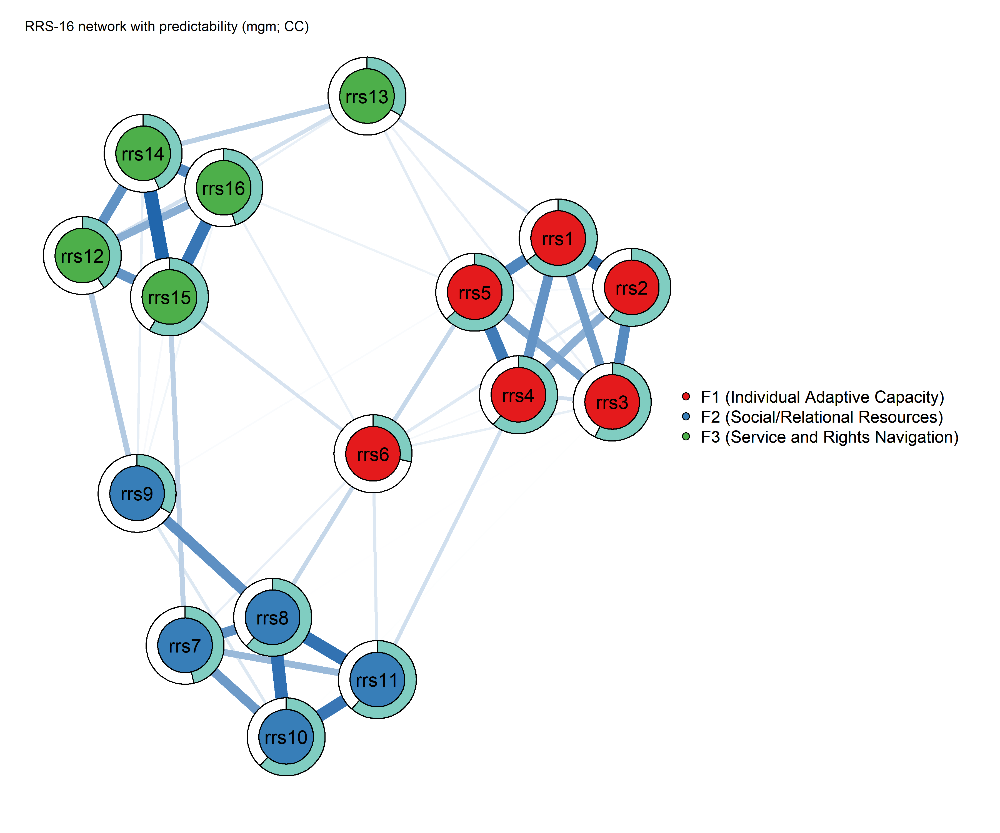 RRS-16 network with predictability (mgm; CC)
rrs13
rrs14
rrs16
rrs1
rrs12
rrs2
rrs5
rrs15
rrs4
rrs3
F1 (Individual Adaptive Capacity)
F2 (Social/Relational Resources)
F3 (Service and Rights Navigation)
rrs6
rrs9
rrs8
rrs7
rrs11
rrs10